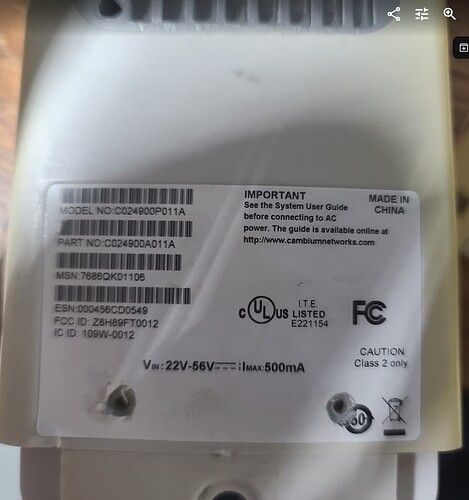 MODEL NO:C024900P011A
PART NO:C024900A011A
MSN:7686QK01106
ESN:000456CD0549
FCC ID: Z8H89FT0012
IC ID: 109W-0012
IMPORTANT
See the System User Guide
before connecting to AC
power. The guide is available online at
http://www.cambiumnetworks.com
MADE IN
CHINA
C UL US I.T.E.
LISTED
E221154
FC
CAUTION
Class 2 only
VIN: 22V-56V⎓; IMAX: 500mA